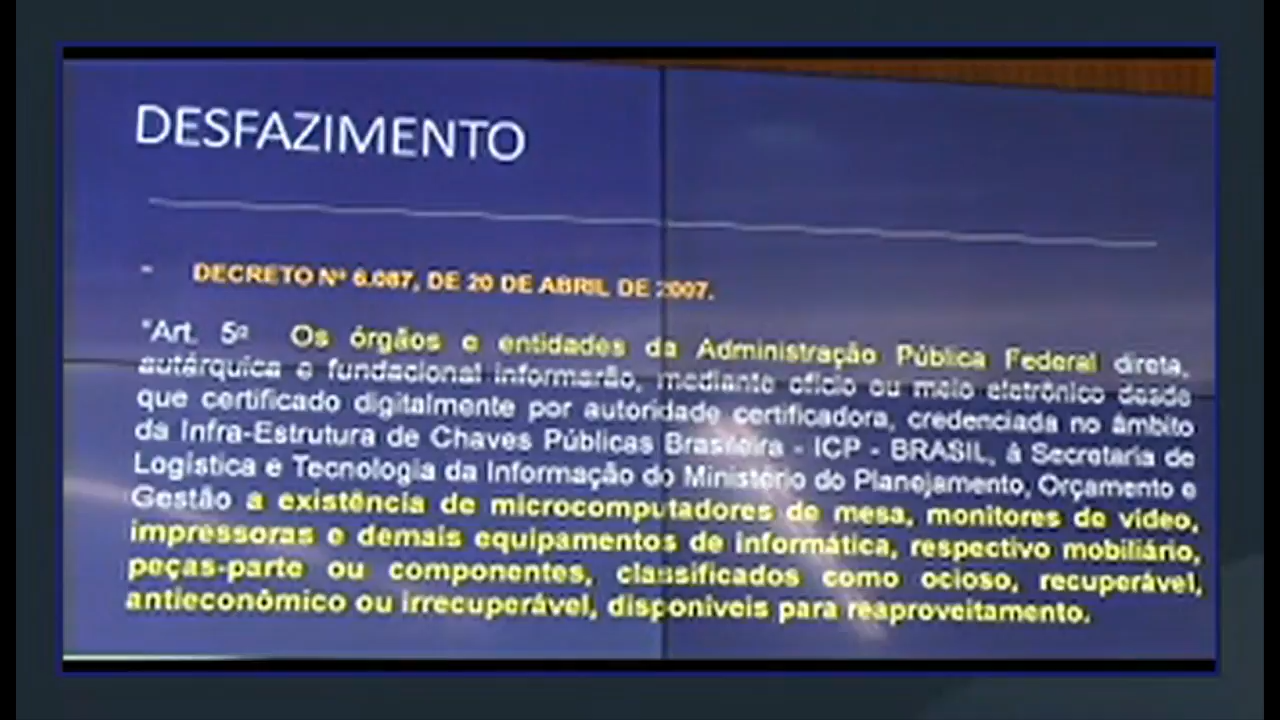 DESFAZIMENTO
- DECRETO Nº 6.087, DE 20 DE ABRIL DE 2007.
"Art. 5º Os órgãos e entidades da Administração Pública Federal direta,
autárquica e fundacional informarão, mediante ofício ou meio eletrônico desde
que certificado digitalmente por autoridade certificadora, credenciada no âmbito
da Infra-Estrutura de Chaves Públicas Brasileira - ICP - BRASIL, à Secretaria de
Logística e Tecnologia da Informação do Ministério do Planejamento, Orçamento e
Gestão a existência de microcomputadores de mesa, monitores de vídeo,
impressoras e demais equipamentos de informática, respectivo mobiliário,
peças-parte ou componentes, classificados como ocioso, recuperável,
antieconômico ou irrecuperável, disponíveis para reaproveitamento.